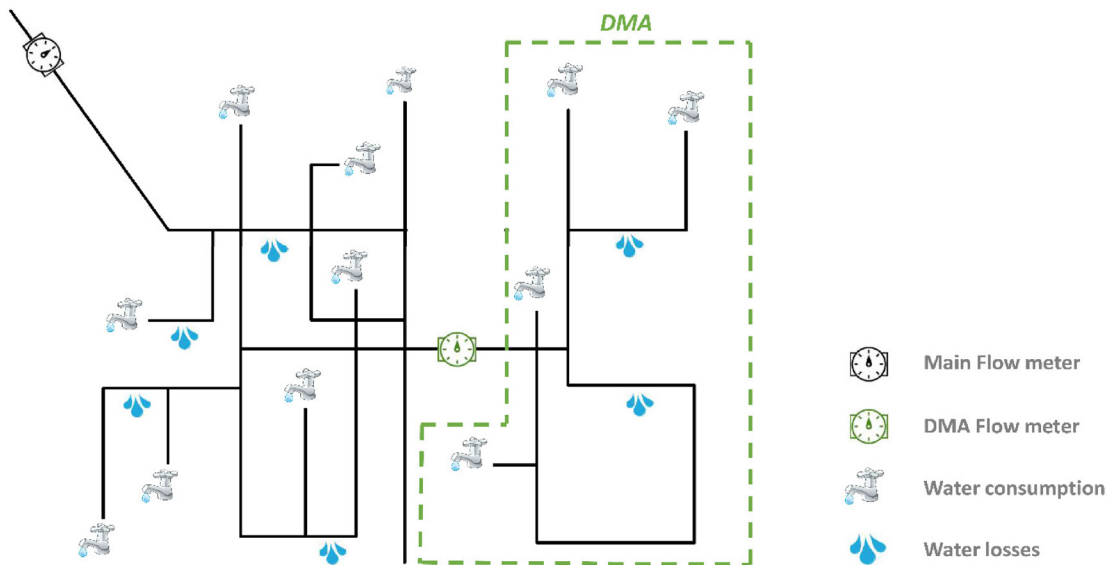 DMA
Main Flow meter
DMA Flow meter
Water consumption
Water losses